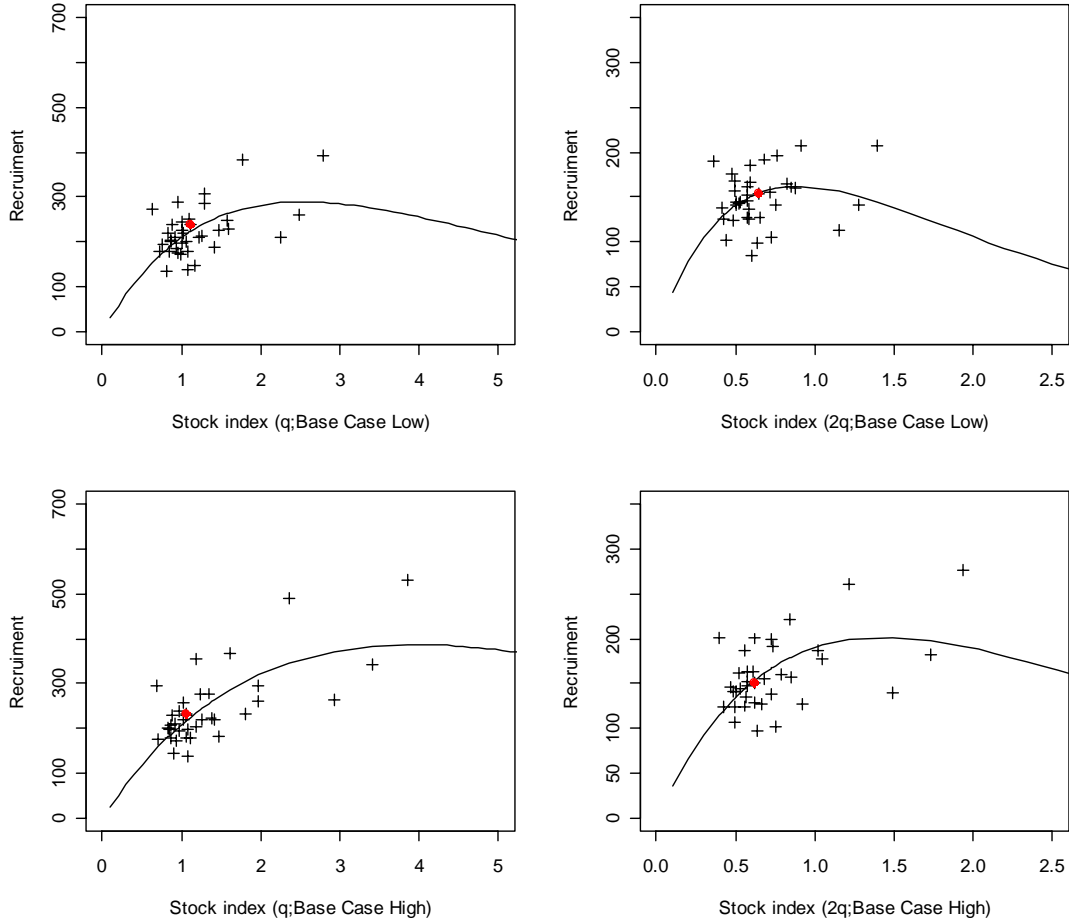 700
500
300
100
0
Recruiment
0 1 2 3 4 5
Stock index (q;Base Case Low)
300
200
100
50
0
Recruiment
0.0 0.5 1.0 1.5 2.0 2.5
Stock index (2q;Base Case Low)
700
500
300
100
0
Recruiment
0 1 2 3 4 5
Stock index (q;Base Case High)
300
200
100
50
0
Recruiment
0.0 0.5 1.0 1.5 2.0 2.5
Stock index (2q;Base Case High)